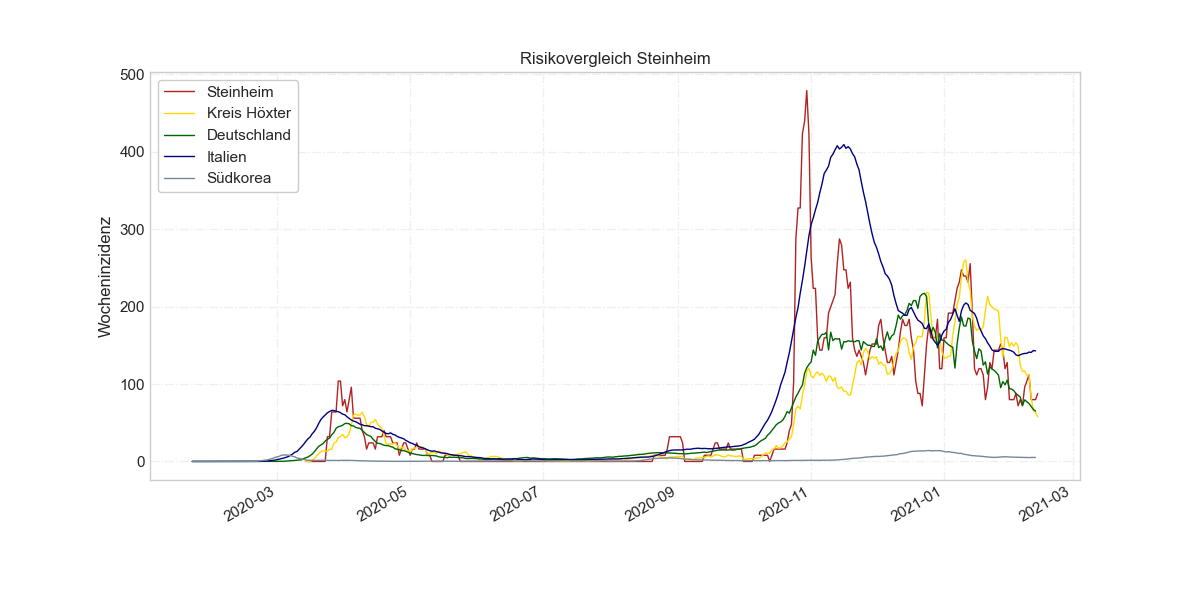 Risikovergleich Steinheim
Wocheninzidenz
500
400
300
200
100
0
Steinheim
Kreis Höxter
Deutschland
Italien
Südkorea
2020-03
2020-05
2020-07
2020-09
2020-11
2021-01
2021-03